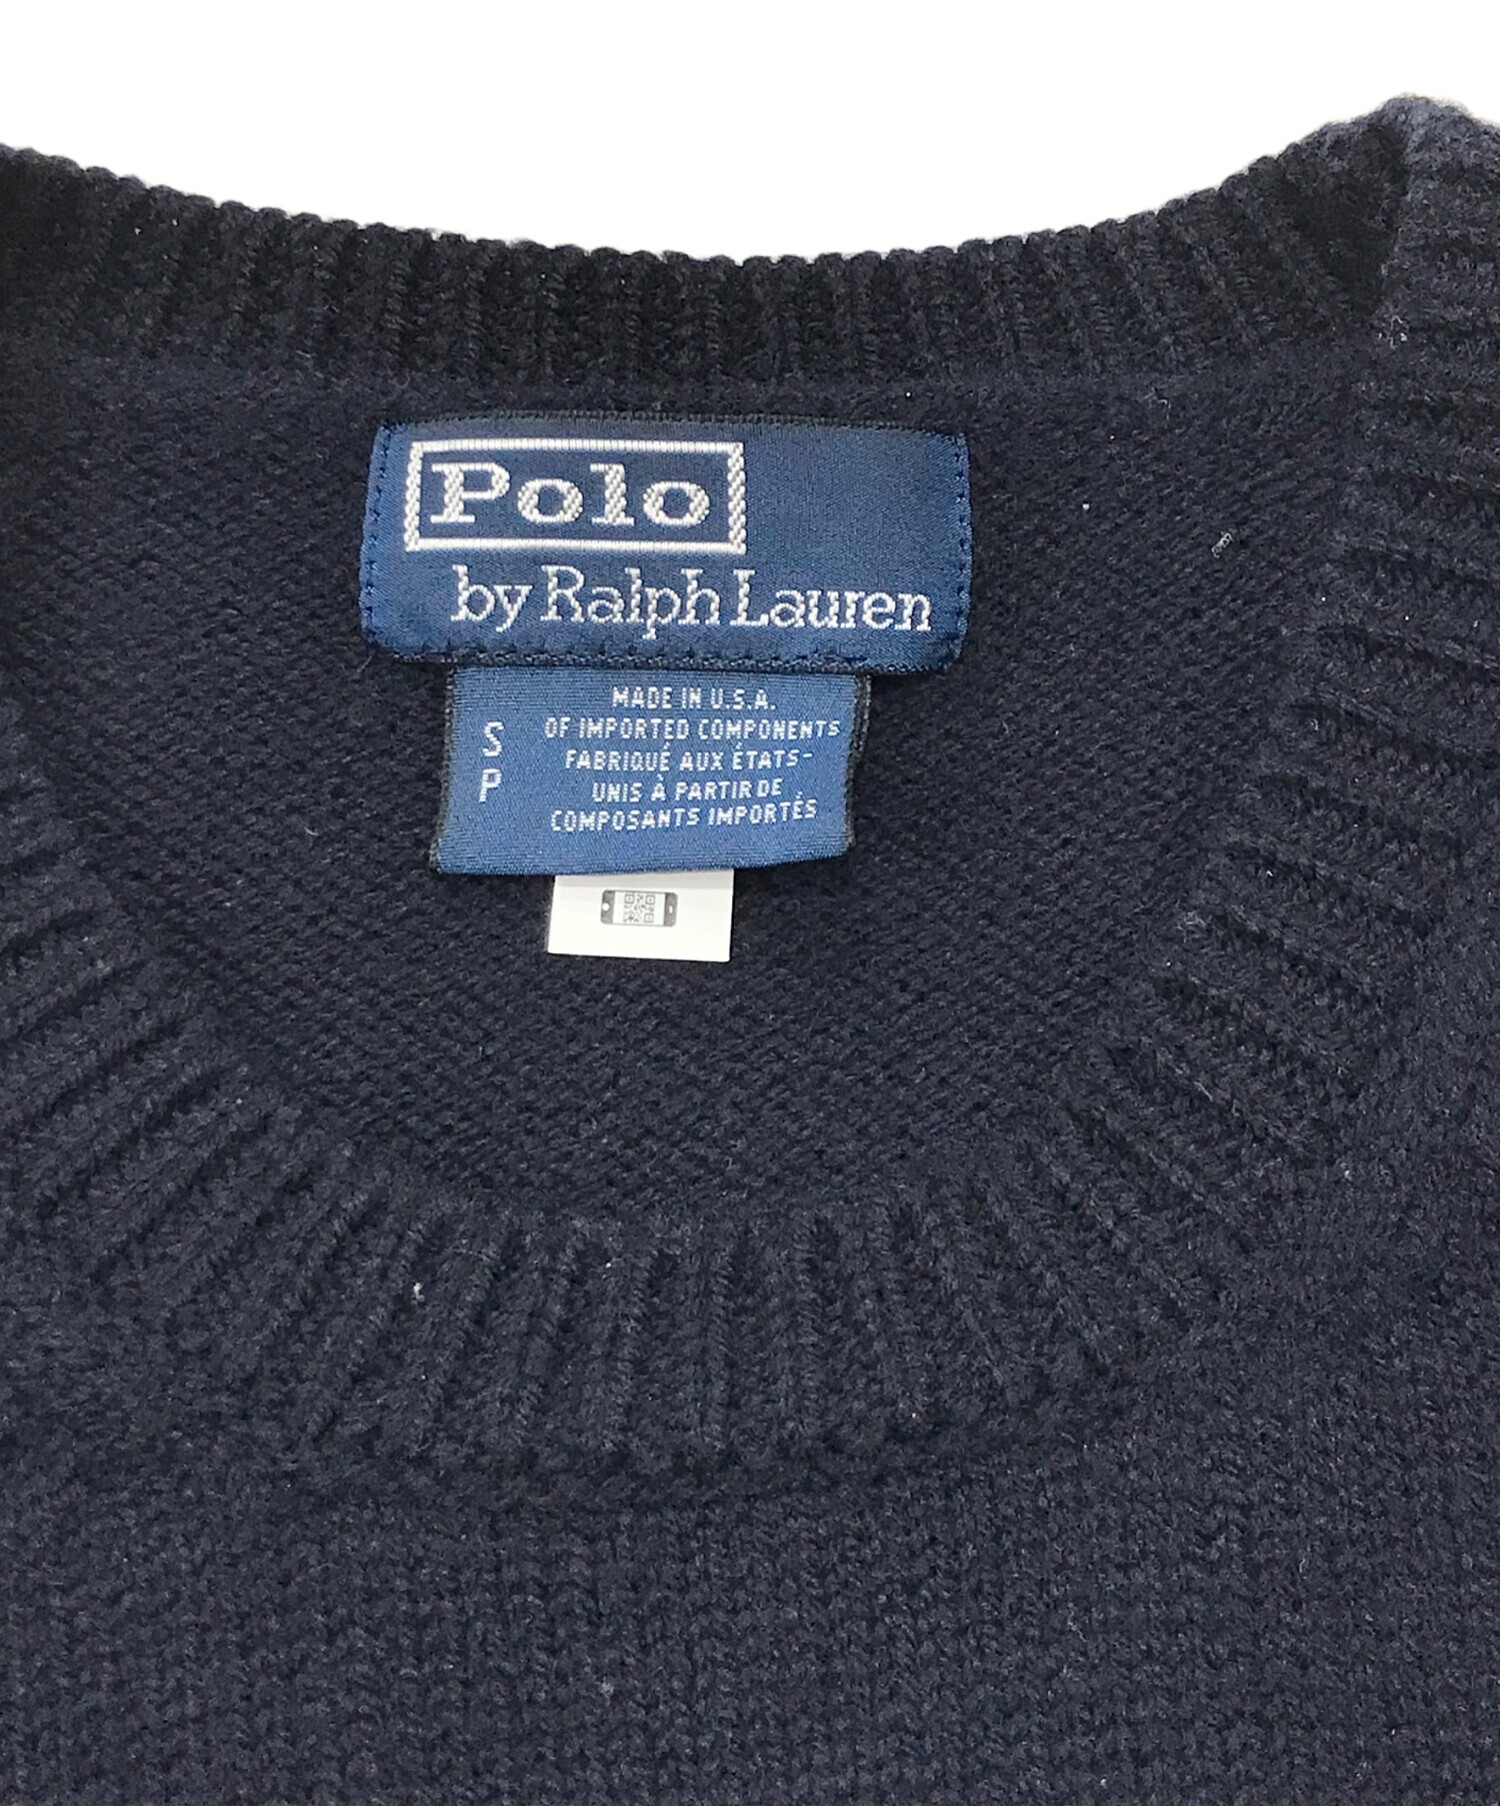 Polo
by Ralph Lauren
S
P
MADE IN U.S.A.
OF IMPORTED COMPONENTS
FABRIQUÉ AUX ÉTATS-
UNIS À PARTIR DE
COMPOSANTS IMPORTÉS